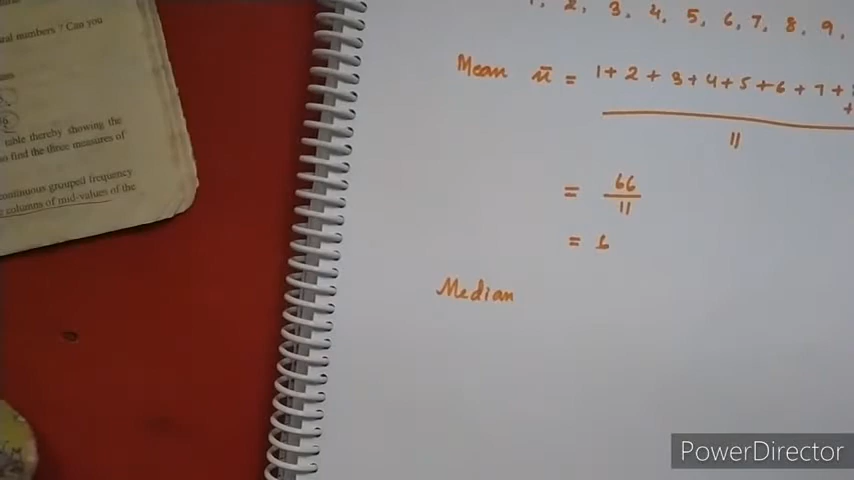 ral numbers ? Can you
table thereby showing the
so find the three measures of
continuous grouped frequency
columns of mid-values of the
1, 2, 3, 4, 5, 6, 7, 8, 9,
Mean x̄ = 1+2+3+4+5+6+7+
+
11
= 66
11
= 6
Median
PowerDirector